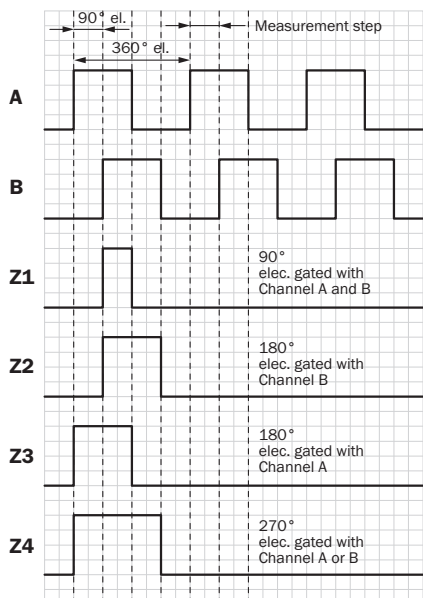 90° el.
Measurement step
360° el.
A
B
Z1
90°
elec. gated with
Channel A and B
Z2
180°
elec. gated with
Channel B
Z3
180°
elec. gated with
Channel A
Z4
270°
elec. gated with
Channel A or B